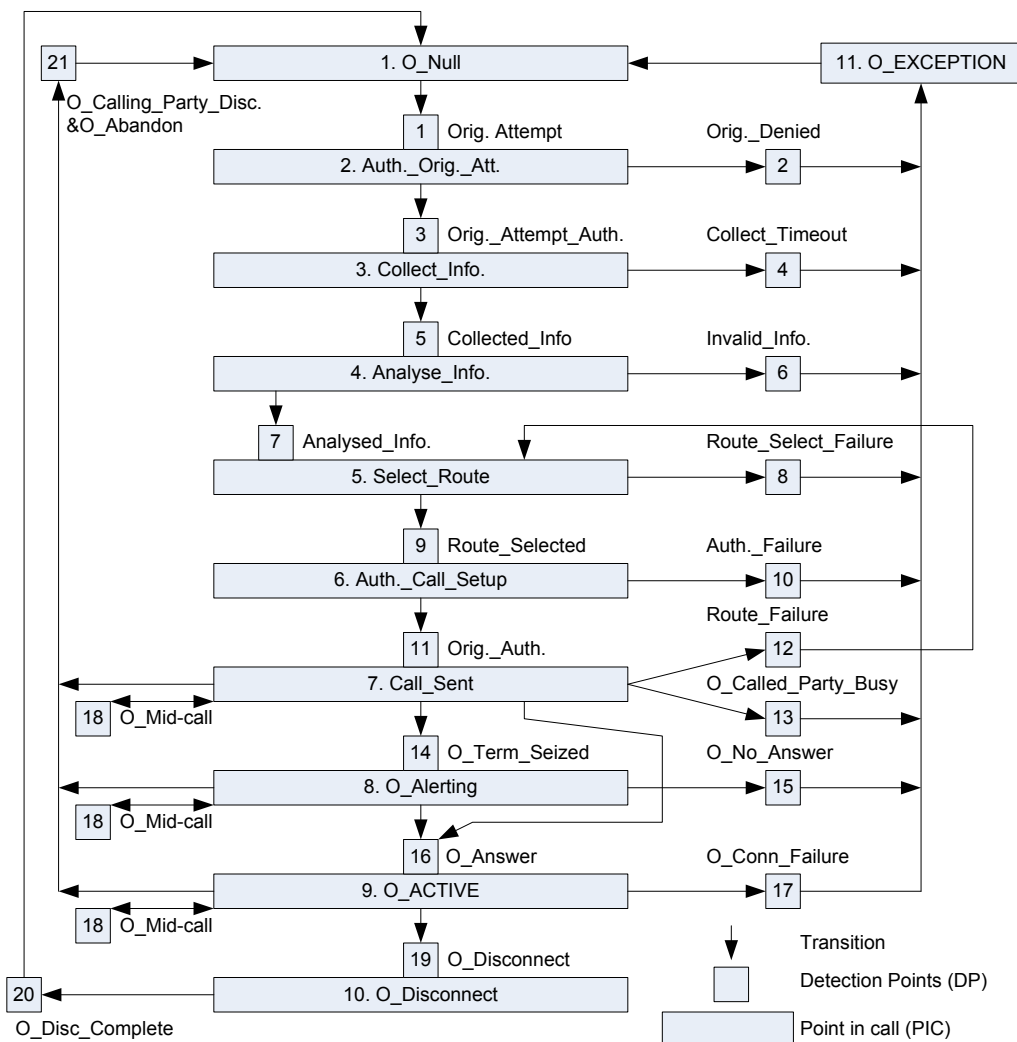 21
1. O_Null
11. O_EXCEPTION
O_Calling_Party_Disc.
&O_Abandon
1
Orig. Attempt
Orig._Denied
2. Auth._Orig._Att.
2
3
Orig._Attempt_Auth.
Collect_Timeout
3. Collect_Info.
4
5
Collected_Info
Invalid_Info.
4. Analyse_Info.
6
7
Analysed_Info.
Route_Select_Failure
5. Select_Route
8
9
Route_Selected
Auth._Failure
6. Auth._Call_Setup
10
11
Orig._Auth.
Route_Failure
12
7. Call_Sent
O_Called_Party_Busy
18
O_Mid-call
13
14
O_Term_Seized
O_No_Answer
8. O_Alerting
15
18
O_Mid-call
16
O_Answer
O_Conn_Failure
9. O_ACTIVE
17
18
O_Mid-call
19
O_Disconnect
Transition
20
10. O_Disconnect
Detection Points (DP)
O_Disc_Complete
Point in call (PIC)